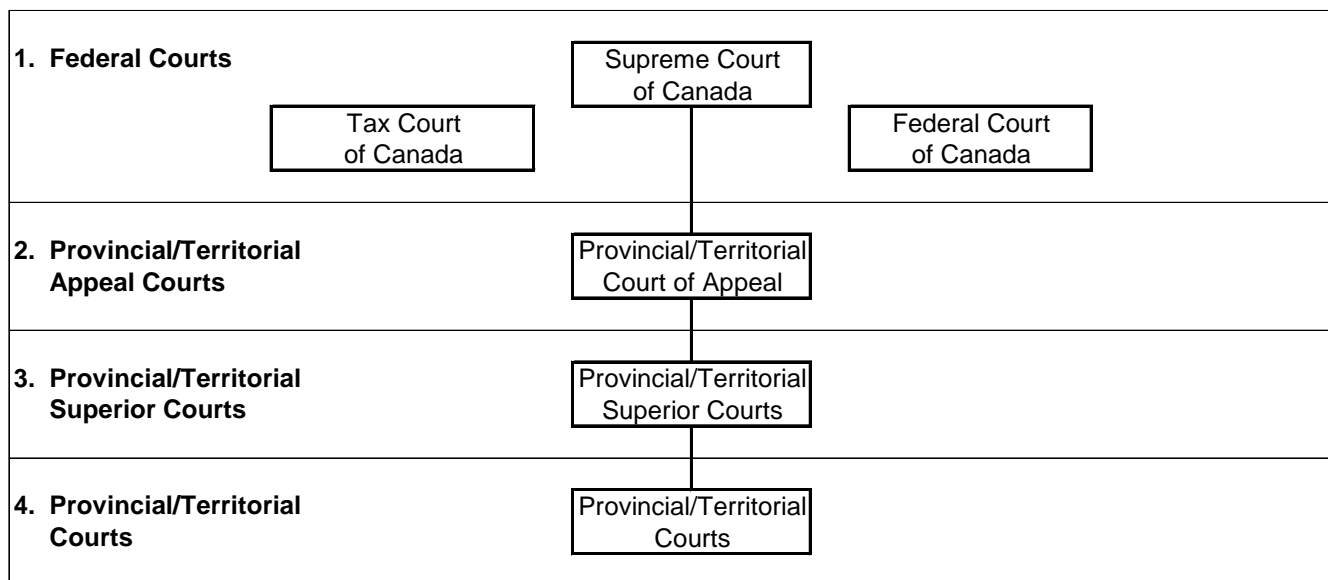 1. Federal Courts
Supreme Court
of Canada
Tax Court
of Canada
Federal Court
of Canada
2. Provincial/Territorial
Appeal Courts
Provincial/Territorial
Court of Appeal
3. Provincial/Territorial
Superior Courts
Provincial/Territorial
Superior Courts
4. Provincial/Territorial
Courts
Provincial/Territorial
Courts